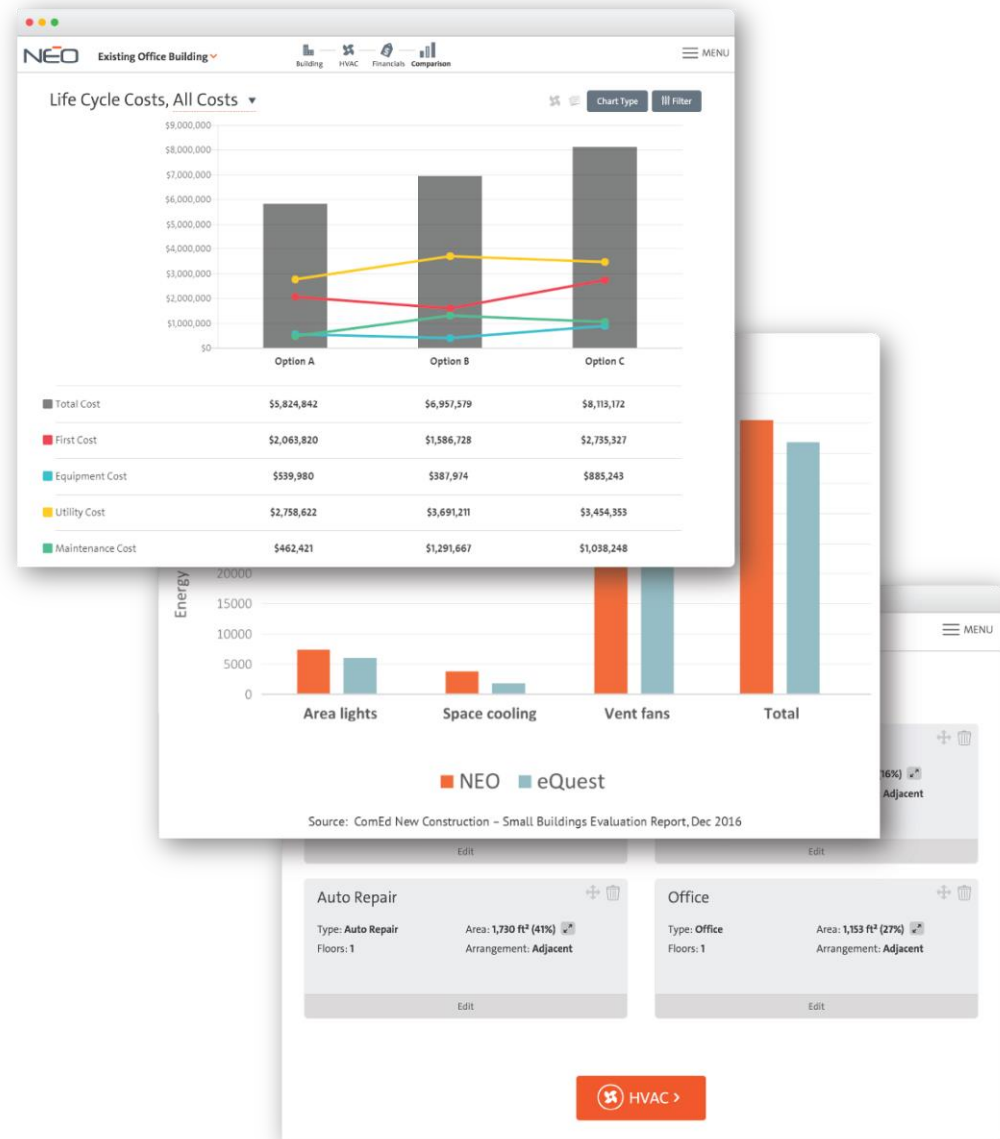 NEO Existing Office Building Building HVAC Financials Comparison MENU
Life Cycle Costs, All Costs Chart Type Filter
$9,000,000
$8,000,000
$7,000,000
$6,000,000
$5,000,000
$4,000,000
$3,000,000
$2,000,000
$1,000,000
$0
Option A Option B Option C
Total Cost $5,824,842 $6,957,579 $8,113,172
First Cost $2,063,820 $1,586,728 $2,735,327
Equipment Cost $539,980 $387,974 $885,243
Utility Cost $2,758,622 $3,691,211 $3,454,353
Maintenance Cost $462,421 $1,291,667 $1,038,248
Energy
20000
15000
10000
5000
0
Area lights Space cooling Vent fans Total
NEO eQuest
Source: ComEd New Construction – Small Buildings Evaluation Report, Dec 2016
MENU
16%)
Adjacent
Edit Edit
Auto Repair Office
Type: Auto Repair Area: 1,730 ft² (41%) Type: Office Area: 1,153 ft² (27%)
Floors: 1 Arrangement: Adjacent Floors: 1 Arrangement: Adjacent
Edit Edit
HVAC >